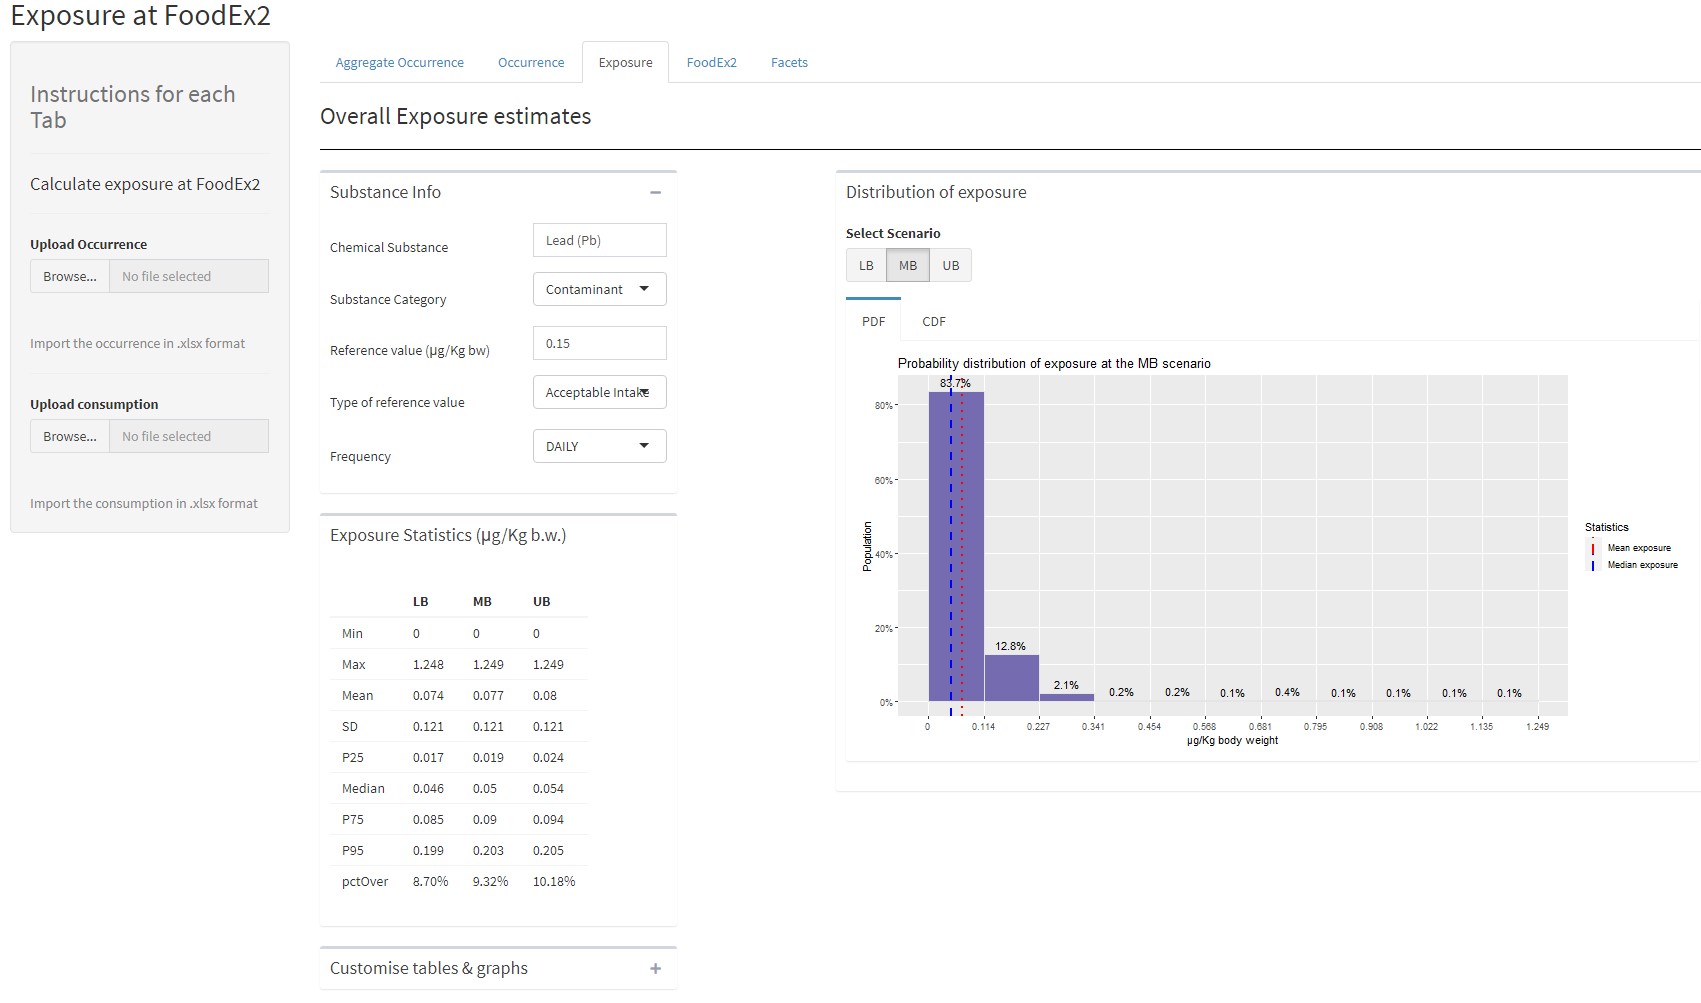 Exposure at FoodEx2
Instructions for each
Tab
Calculate exposure at FoodEx2
Upload Occurrence
Browse... No file selected
Import the occurrence in .xlsx format
Upload consumption
Browse... No file selected
Import the consumption in .xlsx format
Aggregate Occurrence Occurrence Exposure FoodEx2 Facets
Overall Exposure estimates
Substance Info
Chemical Substance Lead (Pb)
Substance Category Contaminant
Reference value (µg/Kg bw) 0.15
Type of reference value Acceptable Intake
Frequency DAILY
Exposure Statistics (µg/Kg b.w.)
LB MB UB
Min 0 0 0
Max 1.248 1.249 1.249
Mean 0.074 0.077 0.08
SD 0.121 0.121 0.121
P25 0.017 0.019 0.024
Median 0.046 0.05 0.054
P75 0.085 0.09 0.094
P95 0.199 0.203 0.205
pctOver 8.70% 9.32% 10.18%
Customise tables & graphs
Distribution of exposure
Select Scenario
LB MB UB
PDF CDF
Probability distribution of exposure at the MB scenario
83.7%
12.8%
2.1%
0.2% 0.2% 0.1% 0.4% 0.1% 0.1% 0.1% 0.1%
80%
60%
40%
20%
0%
Population
0 0.114 0.227 0.341 0.454 0.568 0.681 0.795 0.908 1.022 1.135 1.249
µg/Kg body weight
Statistics
Mean exposure
Median exposure